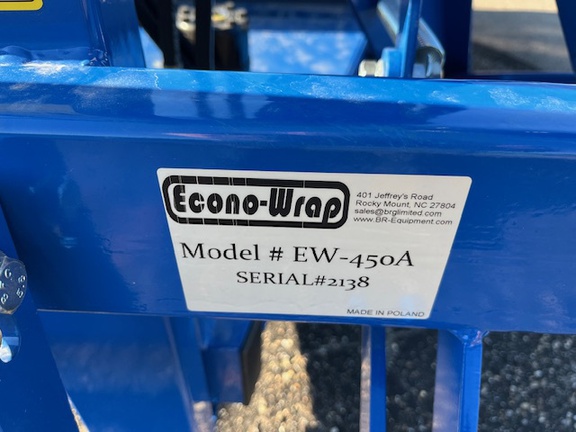 Econo-Wrap
401 Jeffrey's Road
Rocky Mount, NC 27804
sales@brglimited.com
www.BR-Equipment.com
Model # EW-450A
SERIAL#2138
MADE IN POLAND